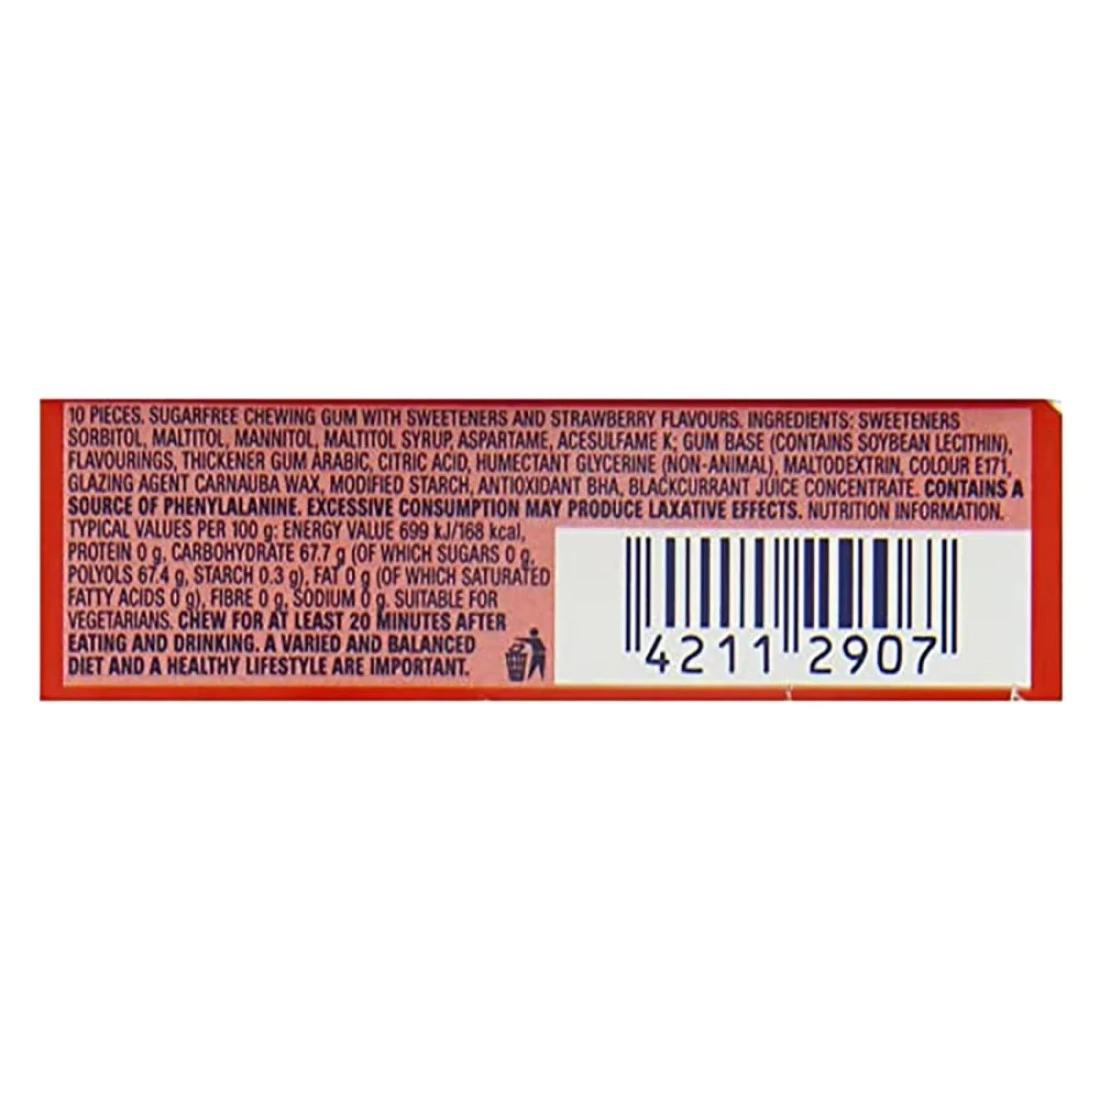 10 PIECES. SUGARFREE CHEWING GUM WITH SWEETENERS AND STRAWBERRY FLAVOURS. INGREDIENTS: SWEETENERS
SORBITOL, MALTITOL, MANNITOL, MALTITOL SYRUP, ASPARTAME, ACESULFAME K; GUM BASE (CONTAINS SOYBEAN LECITHIN),
FLAVOURINGS, THICKENER GUM ARABIC, CITRIC ACID, HUMECTANT GLYCERINE (NON-ANIMAL), MALTODEXTRIN, COLOUR E171,
GLAZING AGENT CARNAUBA WAX, MODIFIED STARCH, ANTIOXIDANT BHA, BLACKCURRANT JUICE CONCENTRATE. CONTAINS A
SOURCE OF PHENYLALANINE. EXCESSIVE CONSUMPTION MAY PRODUCE LAXATIVE EFFECTS. NUTRITION INFORMATION.
TYPICAL VALUES PER 100 g: ENERGY VALUE 699 kJ/168 kcal,
PROTEIN 0 g, CARBOHYDRATE 67.7 g (OF WHICH SUGARS 0 g,
POLYOLS 67.4 g, STARCH 0.3 g), FAT 0 g (OF WHICH SATURATED
FATTY ACIDS 0 g), FIBRE 0 g, SODIUM 0 g. SUITABLE FOR
VEGETARIANS. CHEW FOR AT LEAST 20 MINUTES AFTER
EATING AND DRINKING. A VARIED AND BALANCED
DIET AND A HEALTHY LIFESTYLE ARE IMPORTANT.
4211 2907